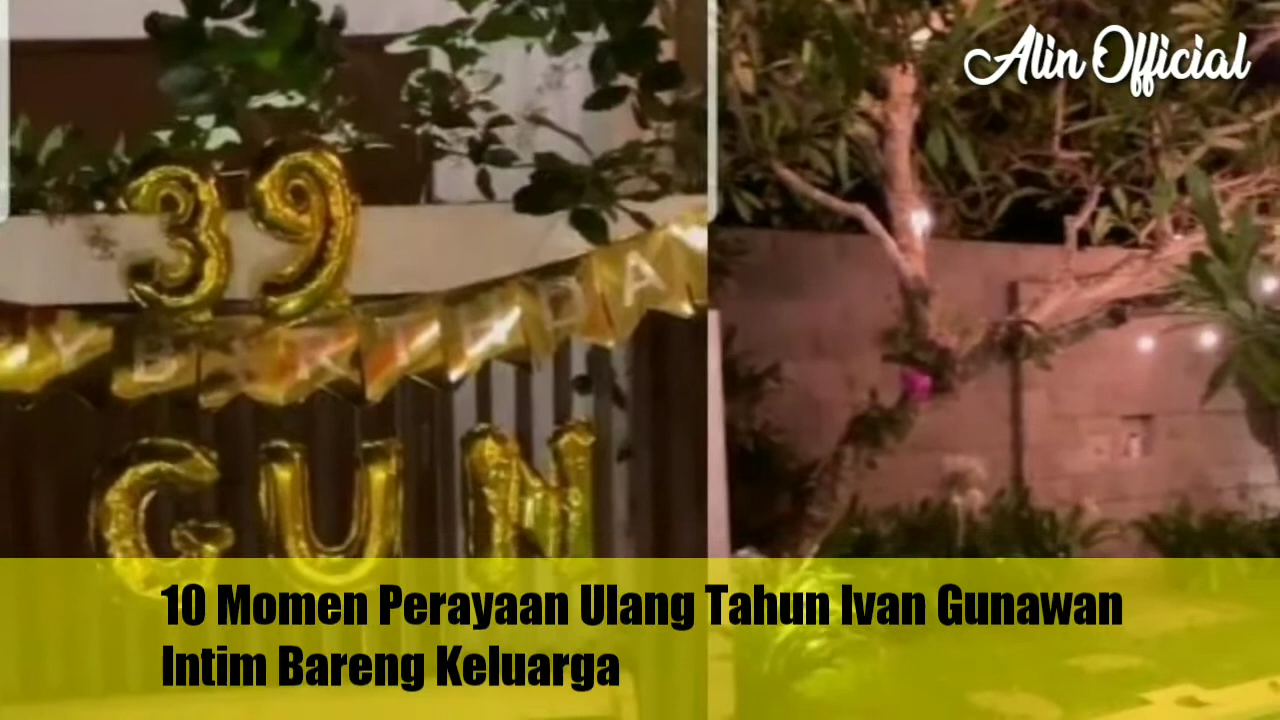 Alin Official
39
GUN
10 Momen Perayaan Ulang Tahun Ivan Gunawan
Intim Bareng Keluarga